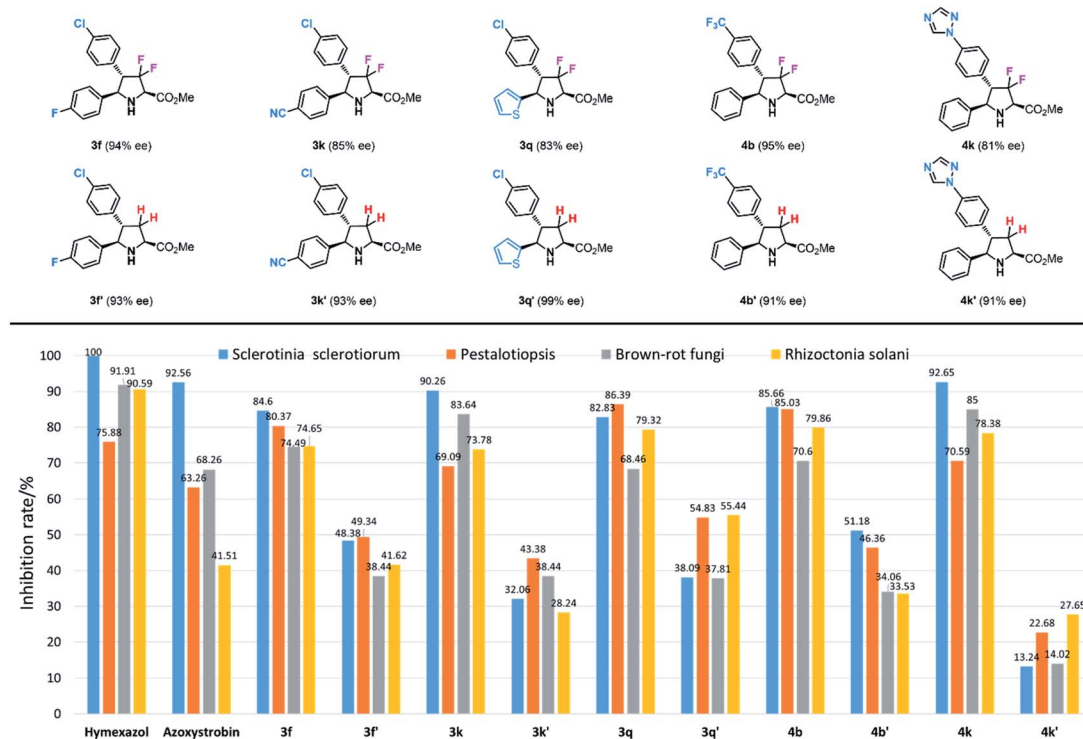 Cl
F
F
F
N
H
CO₂Me
3f (94% ee)
Cl
F
F
NC
N
H
CO₂Me
3k (85% ee)
Cl
F
F
S
N
H
CO₂Me
3q (83% ee)
F₃C
F
F
N
H
CO₂Me
4b (95% ee)
N
N
N
F
F
N
H
CO₂Me
4k (81% ee)
Cl
H
H
F
N
H
CO₂Me
3f' (93% ee)
Cl
H
H
NC
N
H
CO₂Me
3k' (93% ee)
Cl
H
H
S
N
H
CO₂Me
3q' (99% ee)
F₃C
H
H
N
H
CO₂Me
4b' (91% ee)
N
N
N
H
H
N
H
CO₂Me
4k' (91% ee)
Sclerotinia sclerotiorum
Pestalotiopsis
Brown-rot fungi
Rhizoctonia solani
Inhibition rate/%
100
90
80
70
60
50
40
30
20
10
0
100
75.88
91.91
90.59
92.56
63.26
68.26
41.51
84.6
80.37
74.49
74.65
48.38
49.34
38.44
41.62
90.26
69.09
83.64
73.78
32.06
43.38
38.44
28.24
82.83
86.39
68.46
79.32
38.09
54.83
37.81
55.44
85.66
85.03
70.6
79.86
51.18
46.36
34.06
33.53
92.65
70.59
85
78.38
13.24
22.68
14.02
27.65
Hymexazol
Azoxystrobin
3f
3f'
3k
3k'
3q
3q'
4b
4b'
4k
4k'